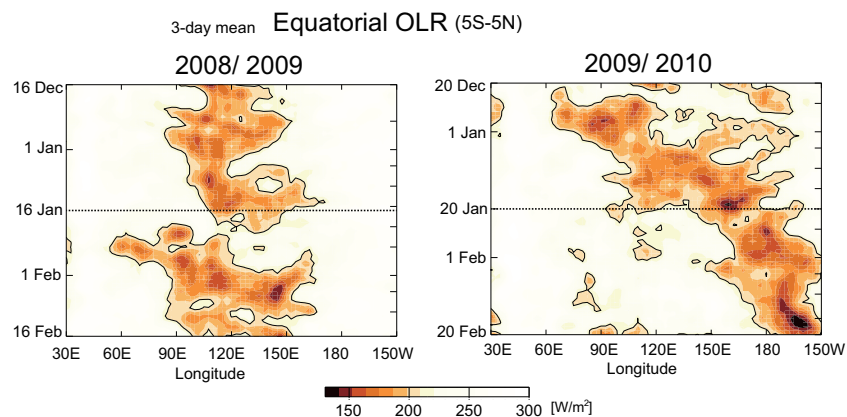 3-day mean Equatorial OLR (5S-5N)
2008/ 2009
16 Dec
1 Jan
16 Jan
1 Feb
16 Feb
30E 60E 90E 120E 150E 180 150W
Longitude
2009/ 2010
20 Dec
1 Jan
20 Jan
1 Feb
20 Feb
30E 60E 90E 120E 150E 180 150W
Longitude
150 200 250 300 [W/m²]